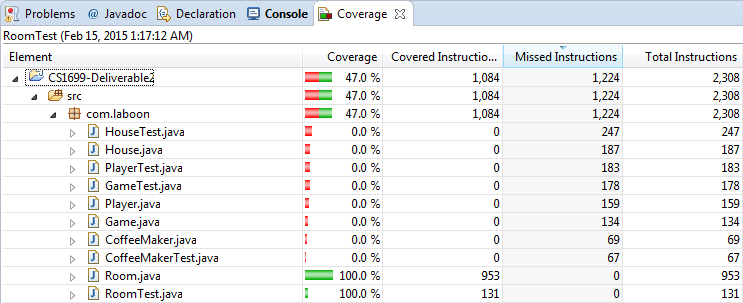 Problems @ Javadoc Declaration Console Coverage
RoomTest (Feb 15, 2015 1:17:12 AM)
Element Coverage Covered Instructio... Missed Instructions Total Instructions
CS1699-Deliverable2 47.0 % 1,084 1,224 2,308
src 47.0 % 1,084 1,224 2,308
com.laboon 47.0 % 1,084 1,224 2,308
HouseTest.java 0.0 % 0 247 247
House.java 0.0 % 0 187 187
PlayerTest.java 0.0 % 0 183 183
GameTest.java 0.0 % 0 178 178
Player.java 0.0 % 0 159 159
Game.java 0.0 % 0 134 134
CoffeeMaker.java 0.0 % 0 69 69
CoffeeMakerTest.java 0.0 % 0 67 67
Room.java 100.0 % 953 0 953
RoomTest.java 100.0 % 131 0 131